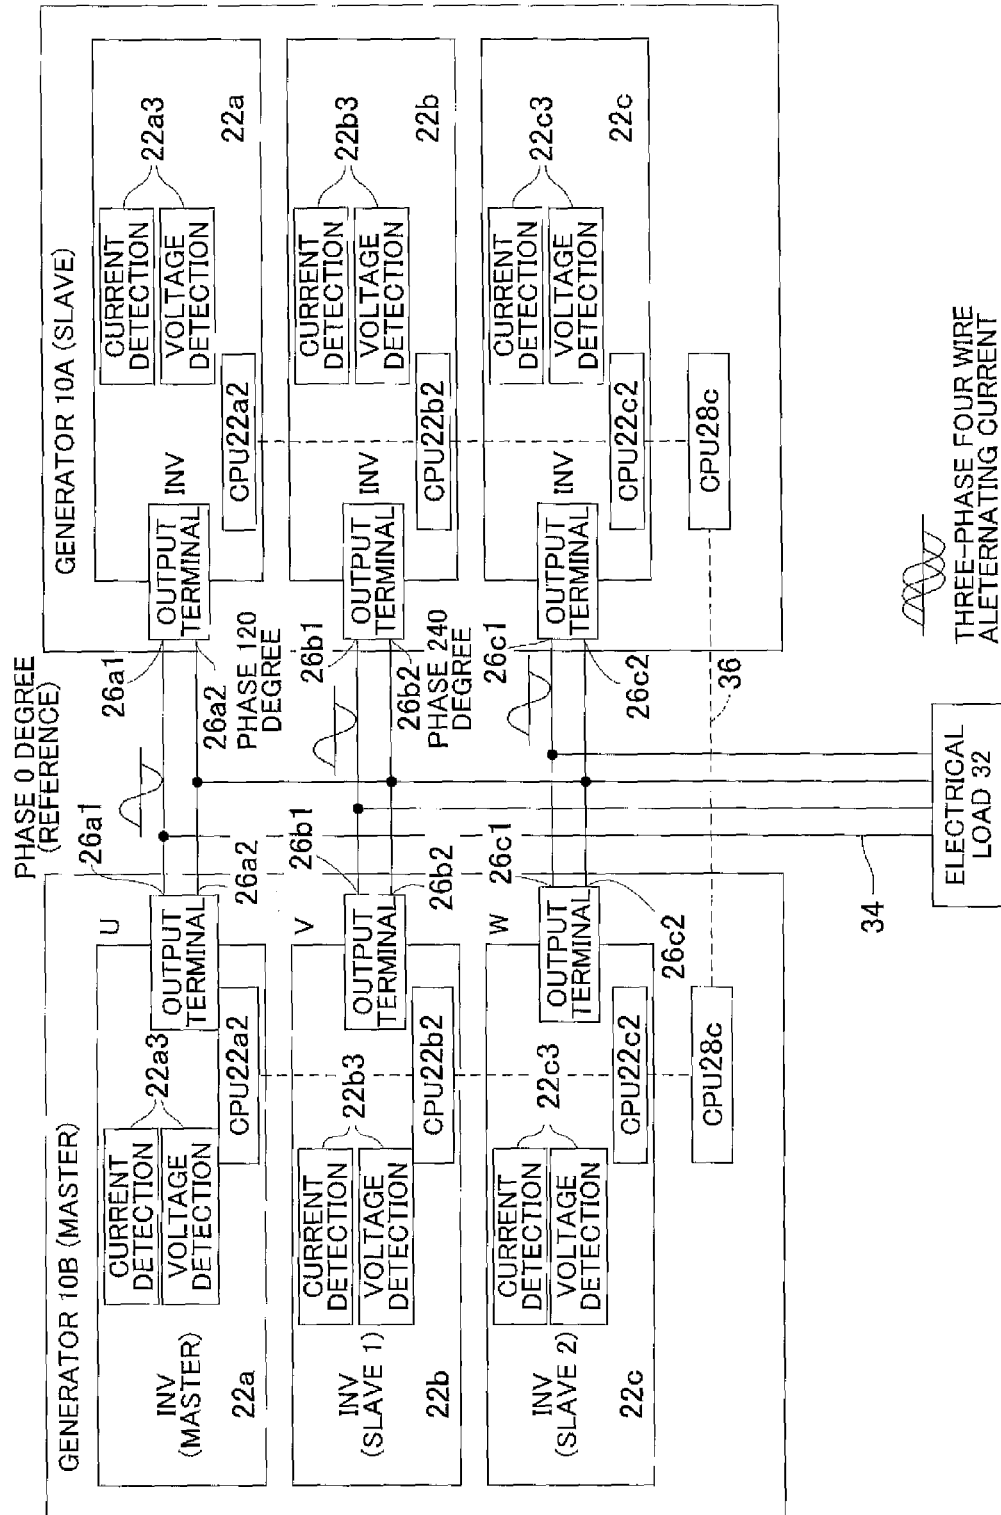 GENERATOR 10B (MASTER)
INV
(MASTER)
22a
CURRENT
DETECTION
VOLTAGE
DETECTION
22a3
CPU22a2
U
OUTPUT
TERMINAL
26a1
26a2
INV
(SLAVE 1)
22b
CURRENT
DETECTION
VOLTAGE
DETECTION
22b3
CPU22b2
V
OUTPUT
TERMINAL
26b1
26b2
INV
(SLAVE 2)
22c
CURRENT
DETECTION
VOLTAGE
DETECTION
22c3
CPU22c2
W
OUTPUT
TERMINAL
26c1
26c2
CPU28c
PHASE 0 DEGREE
(REFERENCE)
PHASE 120
DEGREE
PHASE 240
DEGREE
34
36
ELECTRICAL
LOAD 32
GENERATOR 10A (SLAVE)
26a1
26a2
OUTPUT
TERMINAL
INV
CPU22a2
CURRENT
DETECTION
VOLTAGE
DETECTION
22a3
22a
26b1
26b2
OUTPUT
TERMINAL
INV
CPU22b2
CURRENT
DETECTION
VOLTAGE
DETECTION
22b3
22b
26c1
26c2
OUTPUT
TERMINAL
INV
CPU22c2
CURRENT
DETECTION
VOLTAGE
DETECTION
22c3
22c
CPU28c
THREE-PHASE FOUR WIRE
ALETERNATING CURRENT